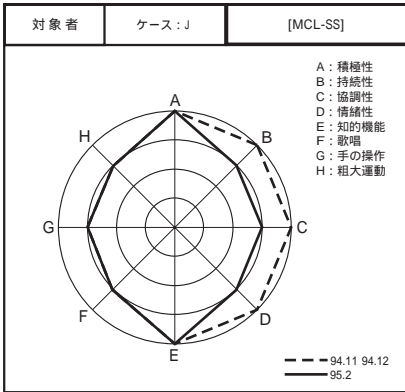 対象者 ケース：J [MCL-SS]
A：積極性
B：持続性
C：協調性
D：情緒性
E：知的機能
F：歌唱
G：手の操作
H：粗大運動
A
H B
G C
F D
E
94.11 94.12
95.2